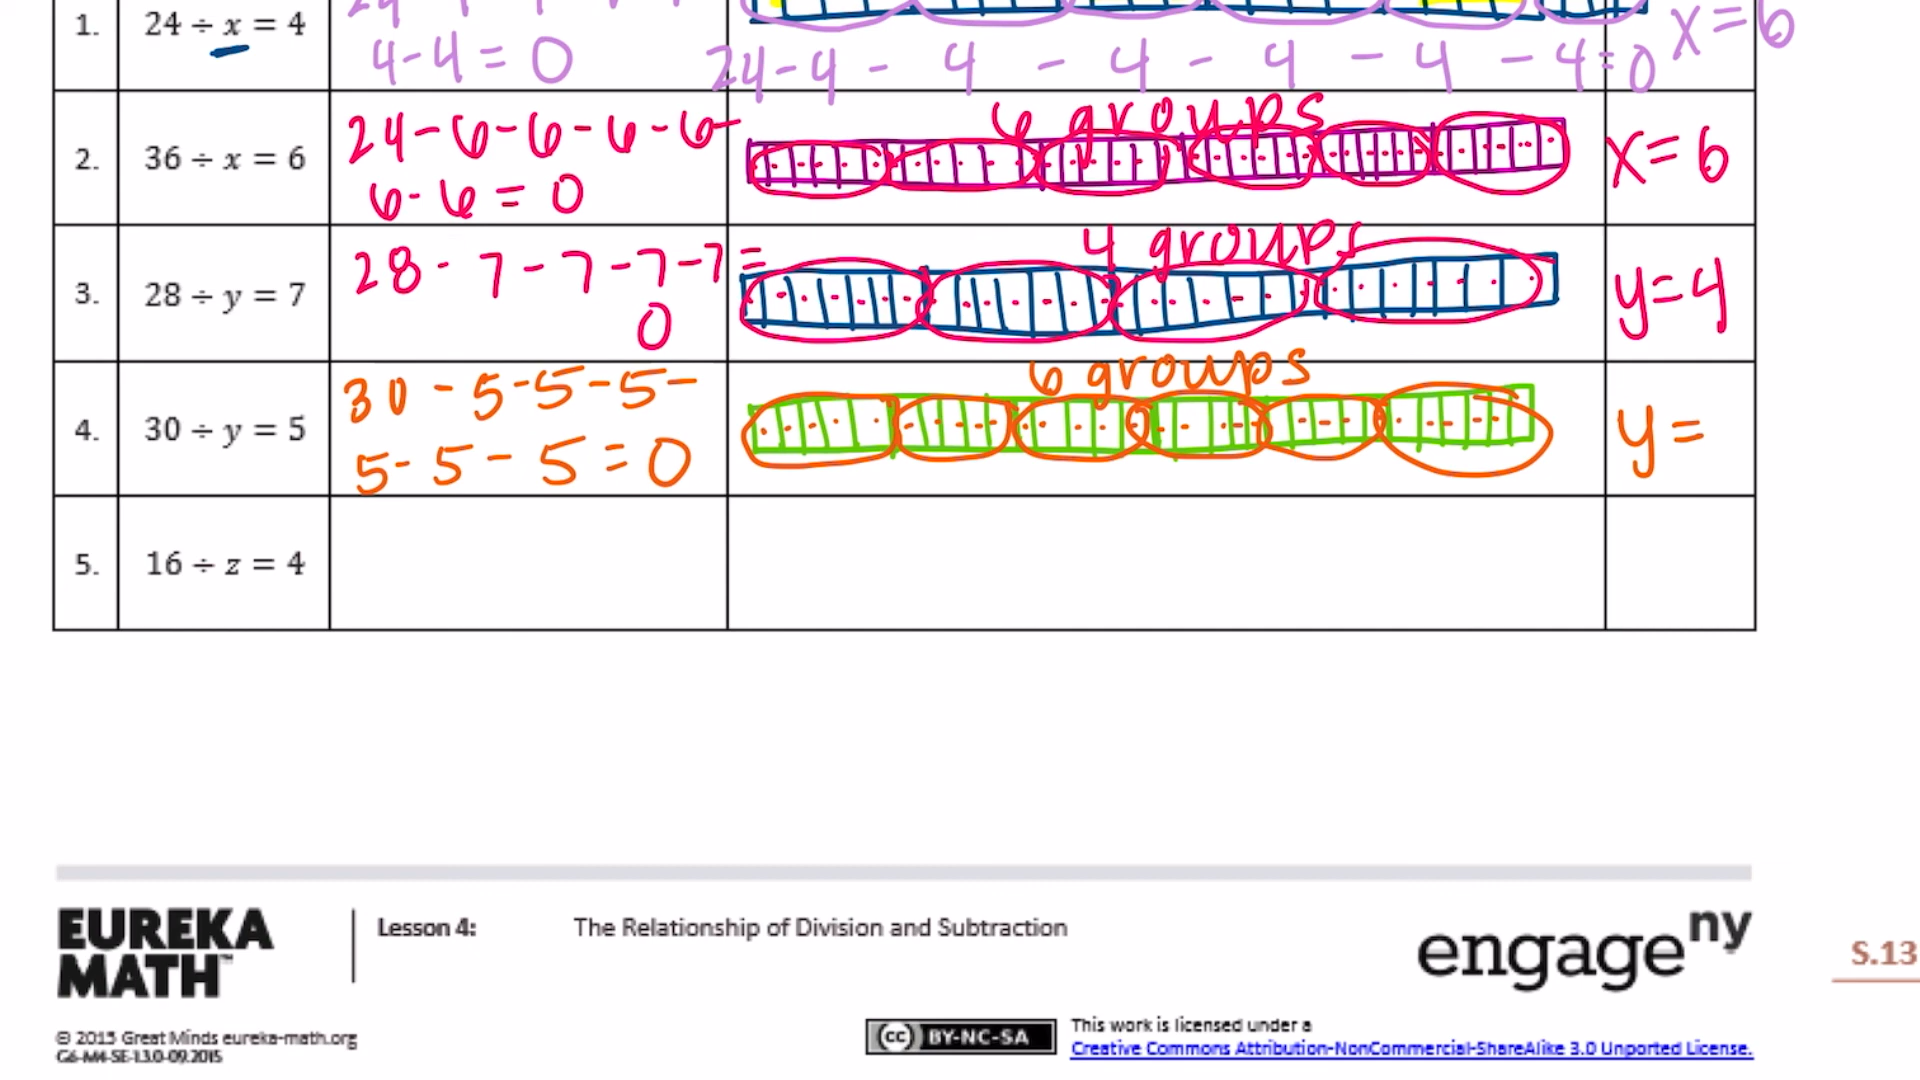 1. 24 ÷ x = 4
4-4=0
24-4-4-4-4-4-4=0
x=6
2. 36 ÷ x = 6
24-6-6-6-6-
6-6=0
6 groups
x=6
3. 28 ÷ y = 7
28-7-7-7-7=
0
4 groups
y=4
4. 30 ÷ y = 5
30-5-5-5-
5-5-5=0
6 groups
y=
5. 16 ÷ z = 4
EUREKA
MATH™
Lesson 4: The Relationship of Division and Subtraction
engageny
S.13
© 2015 Great Minds eureka-math.org
G6-M4-SE-1.3.0-09.2015
cc BY-NC-SA
This work is licensed under a
Creative Commons Attribution-NonCommercial-ShareAlike 3.0 Unported License.